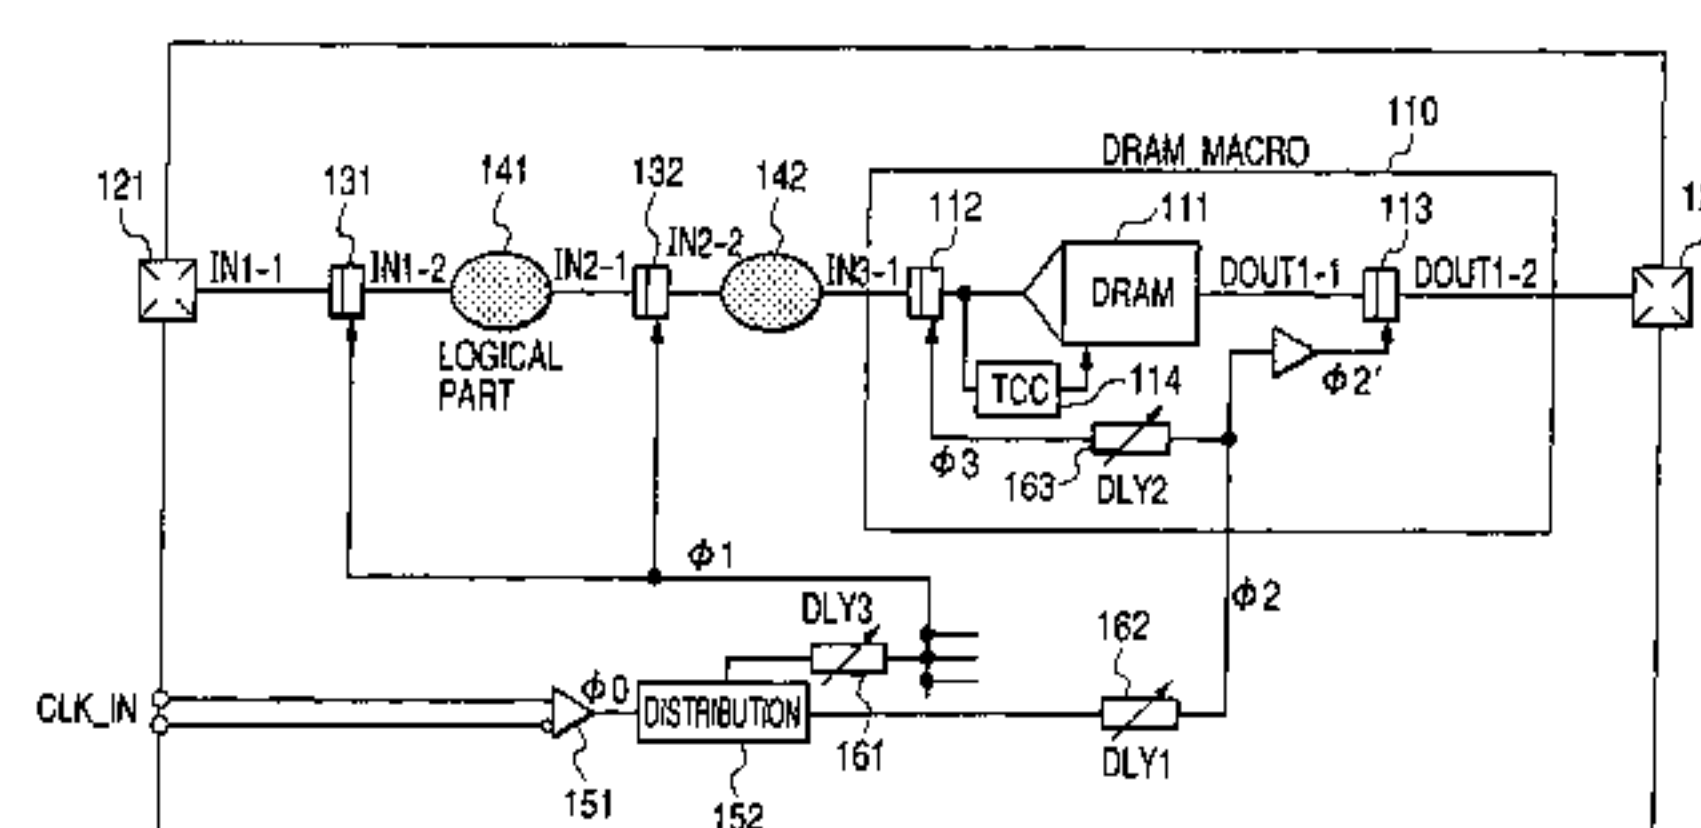 110
DRAM MACRO
121
131
141
132
142
112
111
113
IN1-1
IN1-2
IN2-1
IN2-2
IN3-1
DRAM
DOUT1-1
DOUT1-2
LOGICAL
PART
TCC
114
ϕ2'
ϕ3
163
DLY2
ϕ1
ϕ2
DLY3
162
CLK_IN
ϕ0
DISTRIBUTION
161
DLY1
151
152